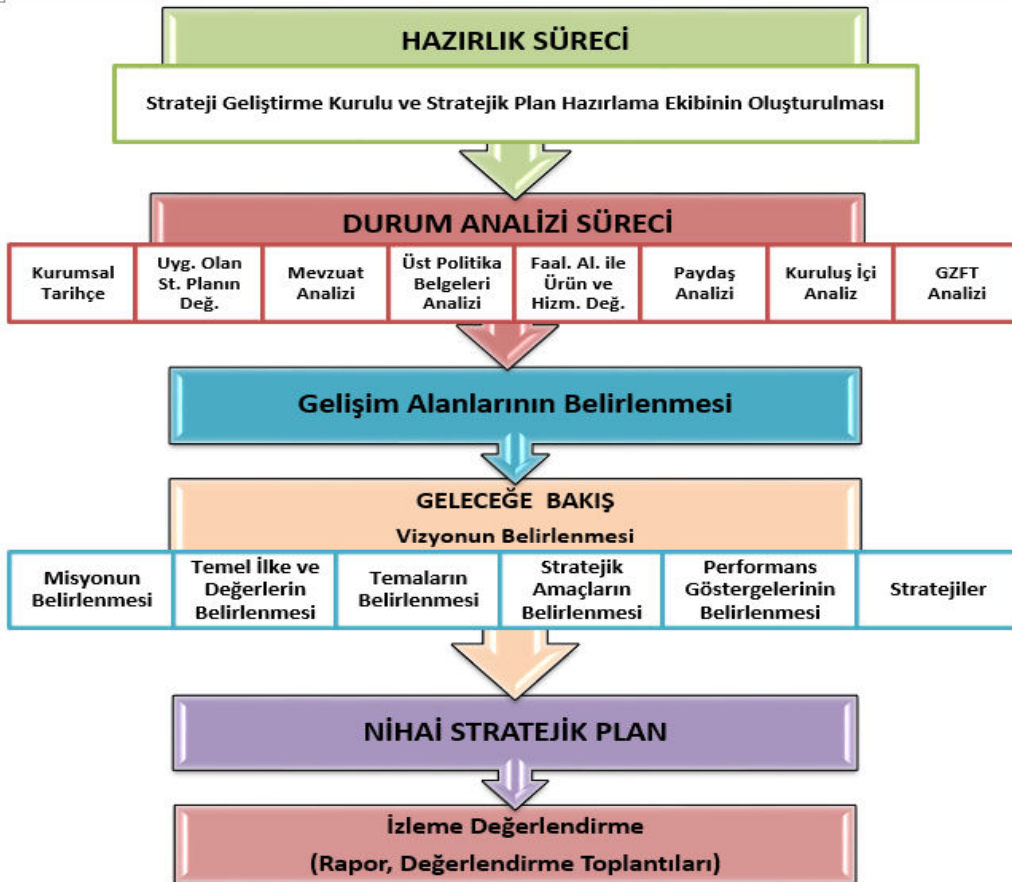 HAZIRLIK SÜRECİ
Strateji Geliştirme Kurulu ve Stratejik Plan Hazırlama Ekibinin Oluşturulması
DURUM ANALİZİ SÜRECİ
Kurumsal
Tarihçe
Uyg. Olan
St. Planın
Değ.
Mevzuat
Analizi
Üst Politika
Belgeleri
Analizi
Faal. Al. ile
Ürün ve
Hizm. Değ.
Paydaş
Analizi
Kuruluş İçi
Analiz
GZFT
Analizi
Gelişim Alanlarının Belirlenmesi
GELECEĞE BAKIŞ
Vizyonun Belirlenmesi
Misyonun
Belirlenmesi
Temel İlke ve
Değerlerin
Belirlenmesi
Temaların
Belirlenmesi
Stratejik
Amaçların
Belirlenmesi
Performans
Göstergelerinin
Belirlenmesi
Stratejiler
NİHAİ STRATEJİK PLAN
İzleme Değerlendirme
(Rapor, Değerlendirme Toplantıları)